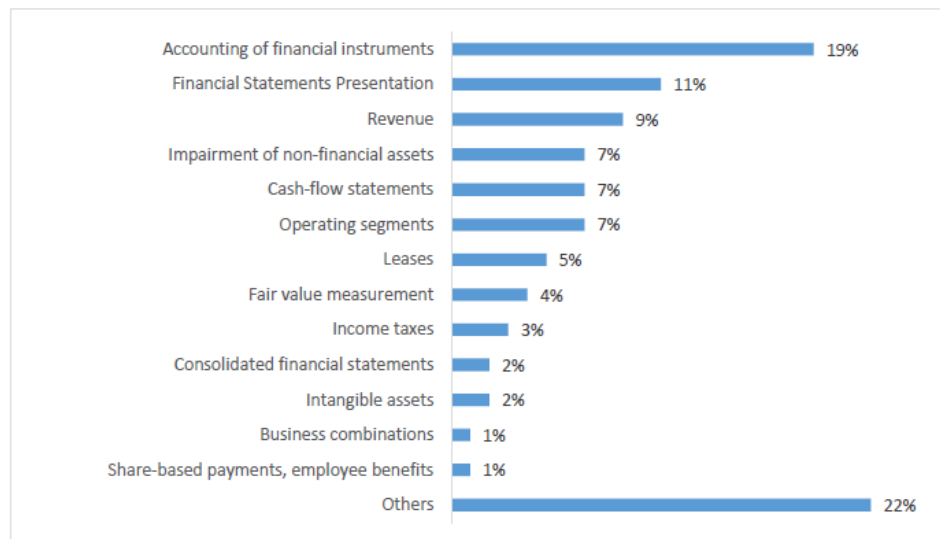 Accounting of financial instruments 19%
Financial Statements Presentation 11%
Revenue 9%
Impairment of non-financial assets 7%
Cash-flow statements 7%
Operating segments 7%
Leases 5%
Fair value measurement 4%
Income taxes 3%
Consolidated financial statements 2%
Intangible assets 2%
Business combinations 1%
Share-based payments, employee benefits 1%
Others 22%